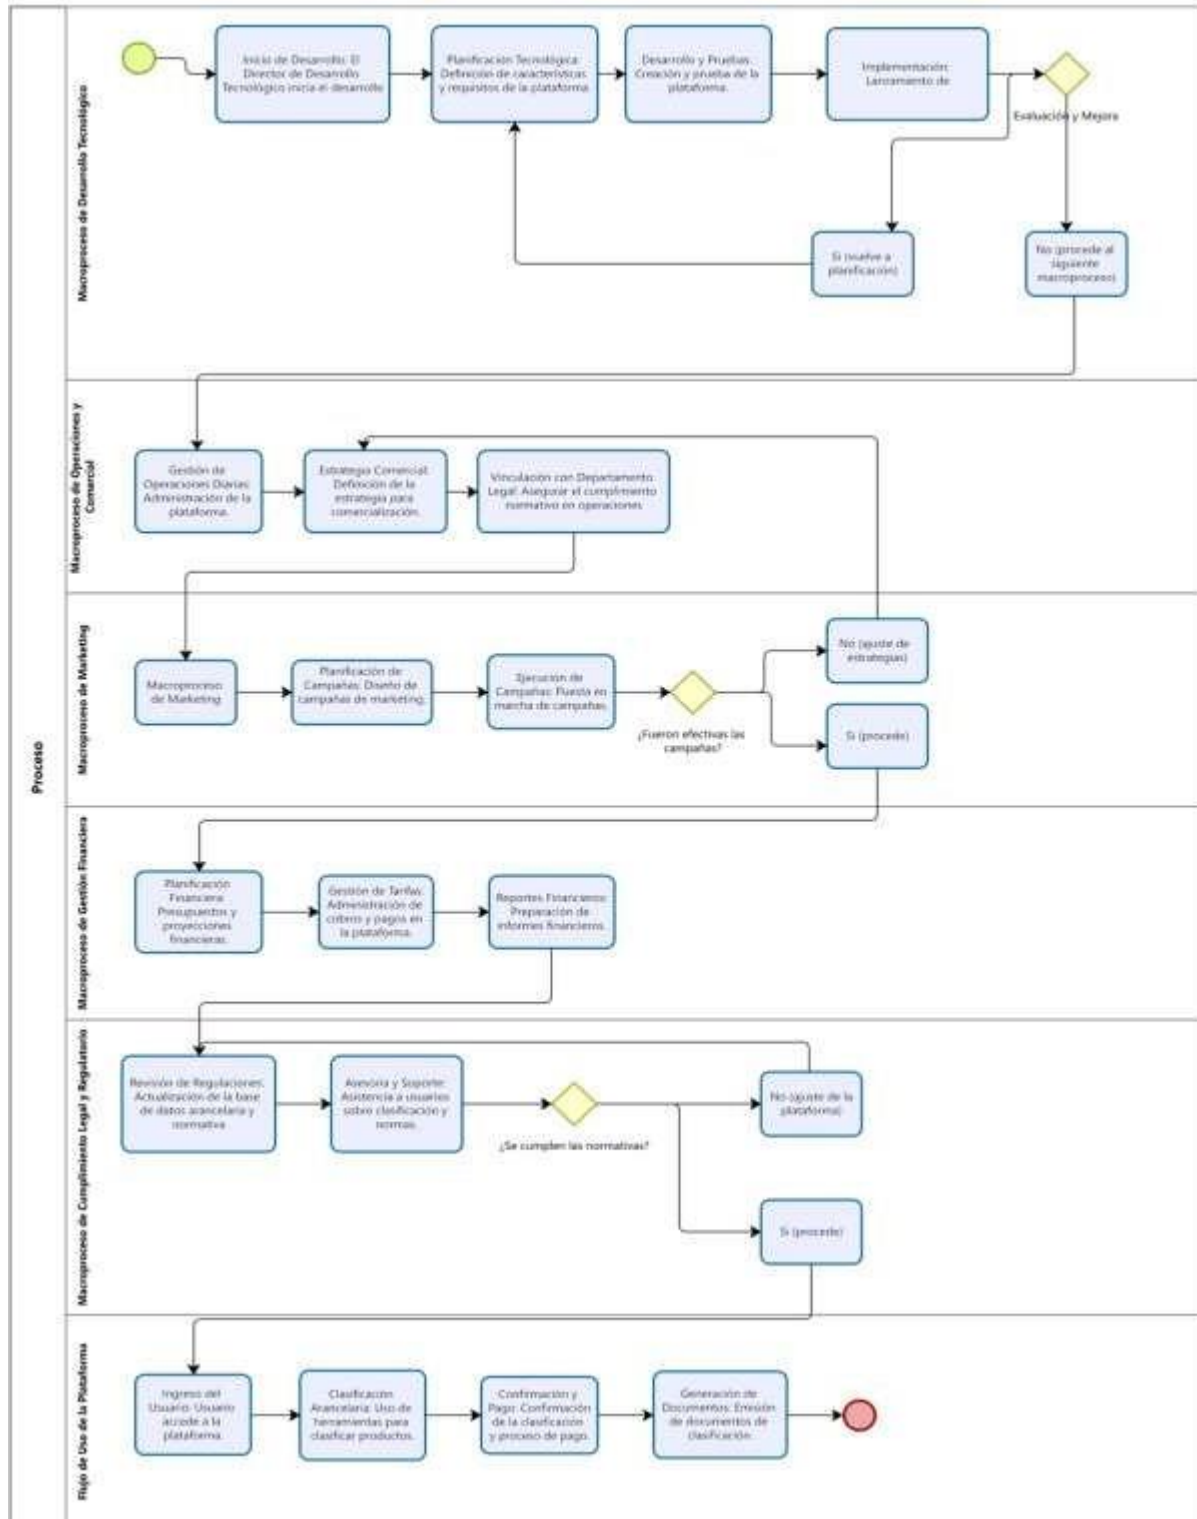 Proceso
Macroproceso de Desarrollo Tecnológico
Inicio de Desarrollo: El
Director de Desarrollo
Tecnológico inicia el desarrollo
Planificación Tecnológica:
Definición de características
y requisitos de la plataforma.
Desarrollo y Pruebas:
Creación y prueba de la
plataforma.
Implementación:
Lanzamiento de
Evaluación y Mejora
Si (vuelve a
planificación)
No (procede al
siguiente
macroproceso)
Macroproceso de Operaciones y
Comercial
Gestión de
Operaciones Diarias:
Administración de la
plataforma.
Estrategia Comercial:
Definición de la
estrategia para
comercialización.
Vinculación con Departamento
Legal: Asegurar el cumplimiento
normativo en operaciones
Macroproceso de Marketing
Macroproceso
de Marketing
Planificación de
Campañas: Diseño de
campañas de marketing.
Ejecución de
Campañas: Puesta en
marcha de campañas.
¿Fueron efectivas las
campañas?
No (ajuste de
estrategias)
Si (procede)
Macroproceso de Gestión Financiera
Planificación
Financiera:
Presupuestos y
proyecciones
financieras.
Gestión de Tarifas:
Administración de
cobros y pagos en
la plataforma.
Reportes Financieros:
Preparación de
informes financieros.
Macroproceso de Cumplimiento Legal y Regulatorio
Revisión de Regulaciones:
Actualización de la base
de datos arancelaria y
normativa
Asesoría y Soporte:
Asistencia a usuarios
sobre clasificación y
normas.
¿Se cumplen las normativas?
No (ajuste de la
plataforma)
Si (procede)
Flujo de Uso de la Plataforma
Ingreso del
Usuario: Usuario
accede a la
plataforma.
Clasificación
Arancelaria: Uso de
herramientas para
clasificar productos.
Confirmación y
Pago: Confirmación
de la clasificación
y proceso de pago.
Generación de
Documentos: Emisión
de documentos de
clasificación.